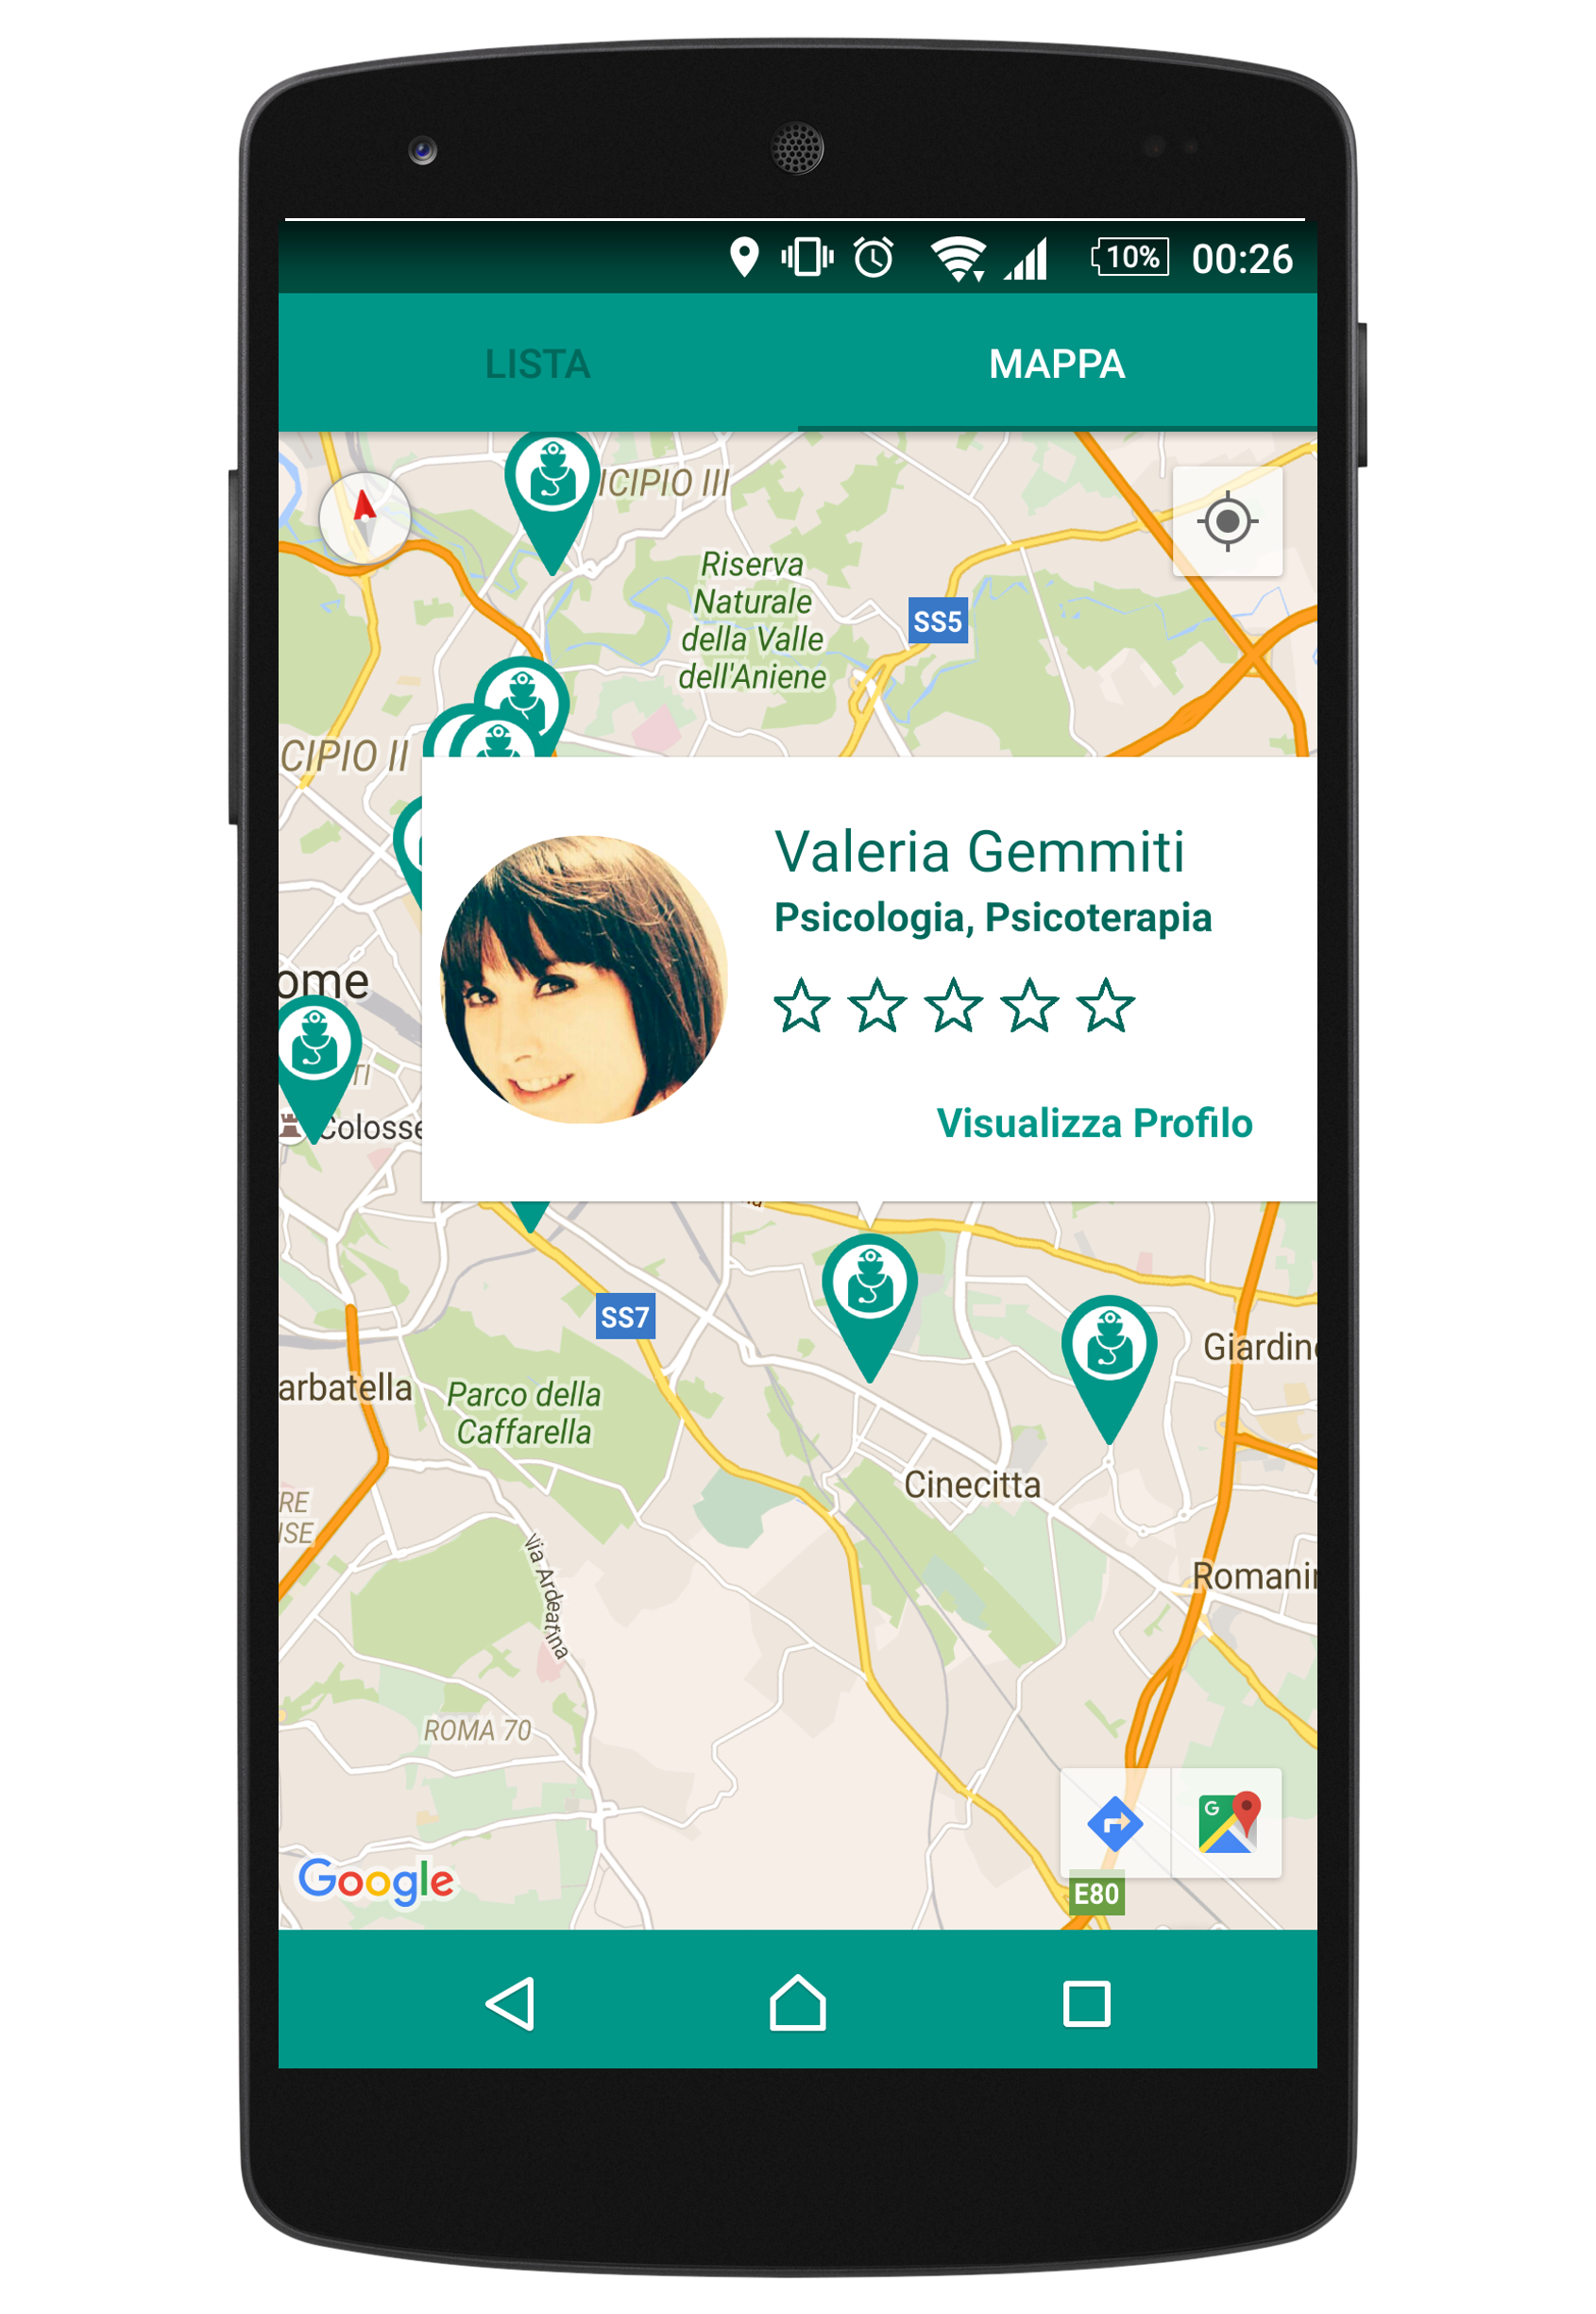 10% 00:26
LISTA MAPPA
ICIPIO III
Riserva
Naturale
della Valle
dell'Aniene
SS5
CIPIO II
Valeria Gemmiti
Psicologia, Psicoterapia
ome
Visualizza Profilo
TI
Colosse
SS7
Giardin
arbatella
Parco della
Caffarella
Cinecitta
RE
ISE
Via Ardeatina
Romanin
ROMA 70
G
Google
E80